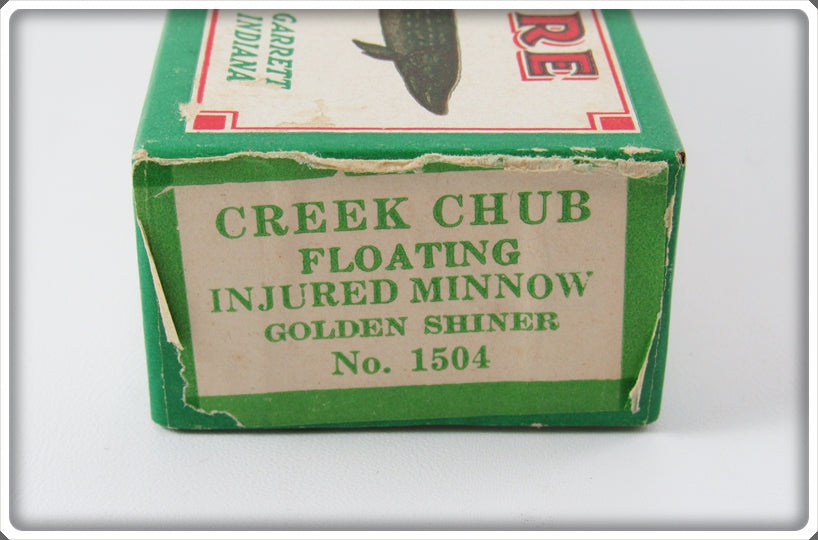 RE
GARRETT
INDIANA
CREEK CHUB
FLOATING
INJURED MINNOW
GOLDEN SHINER
No. 1504